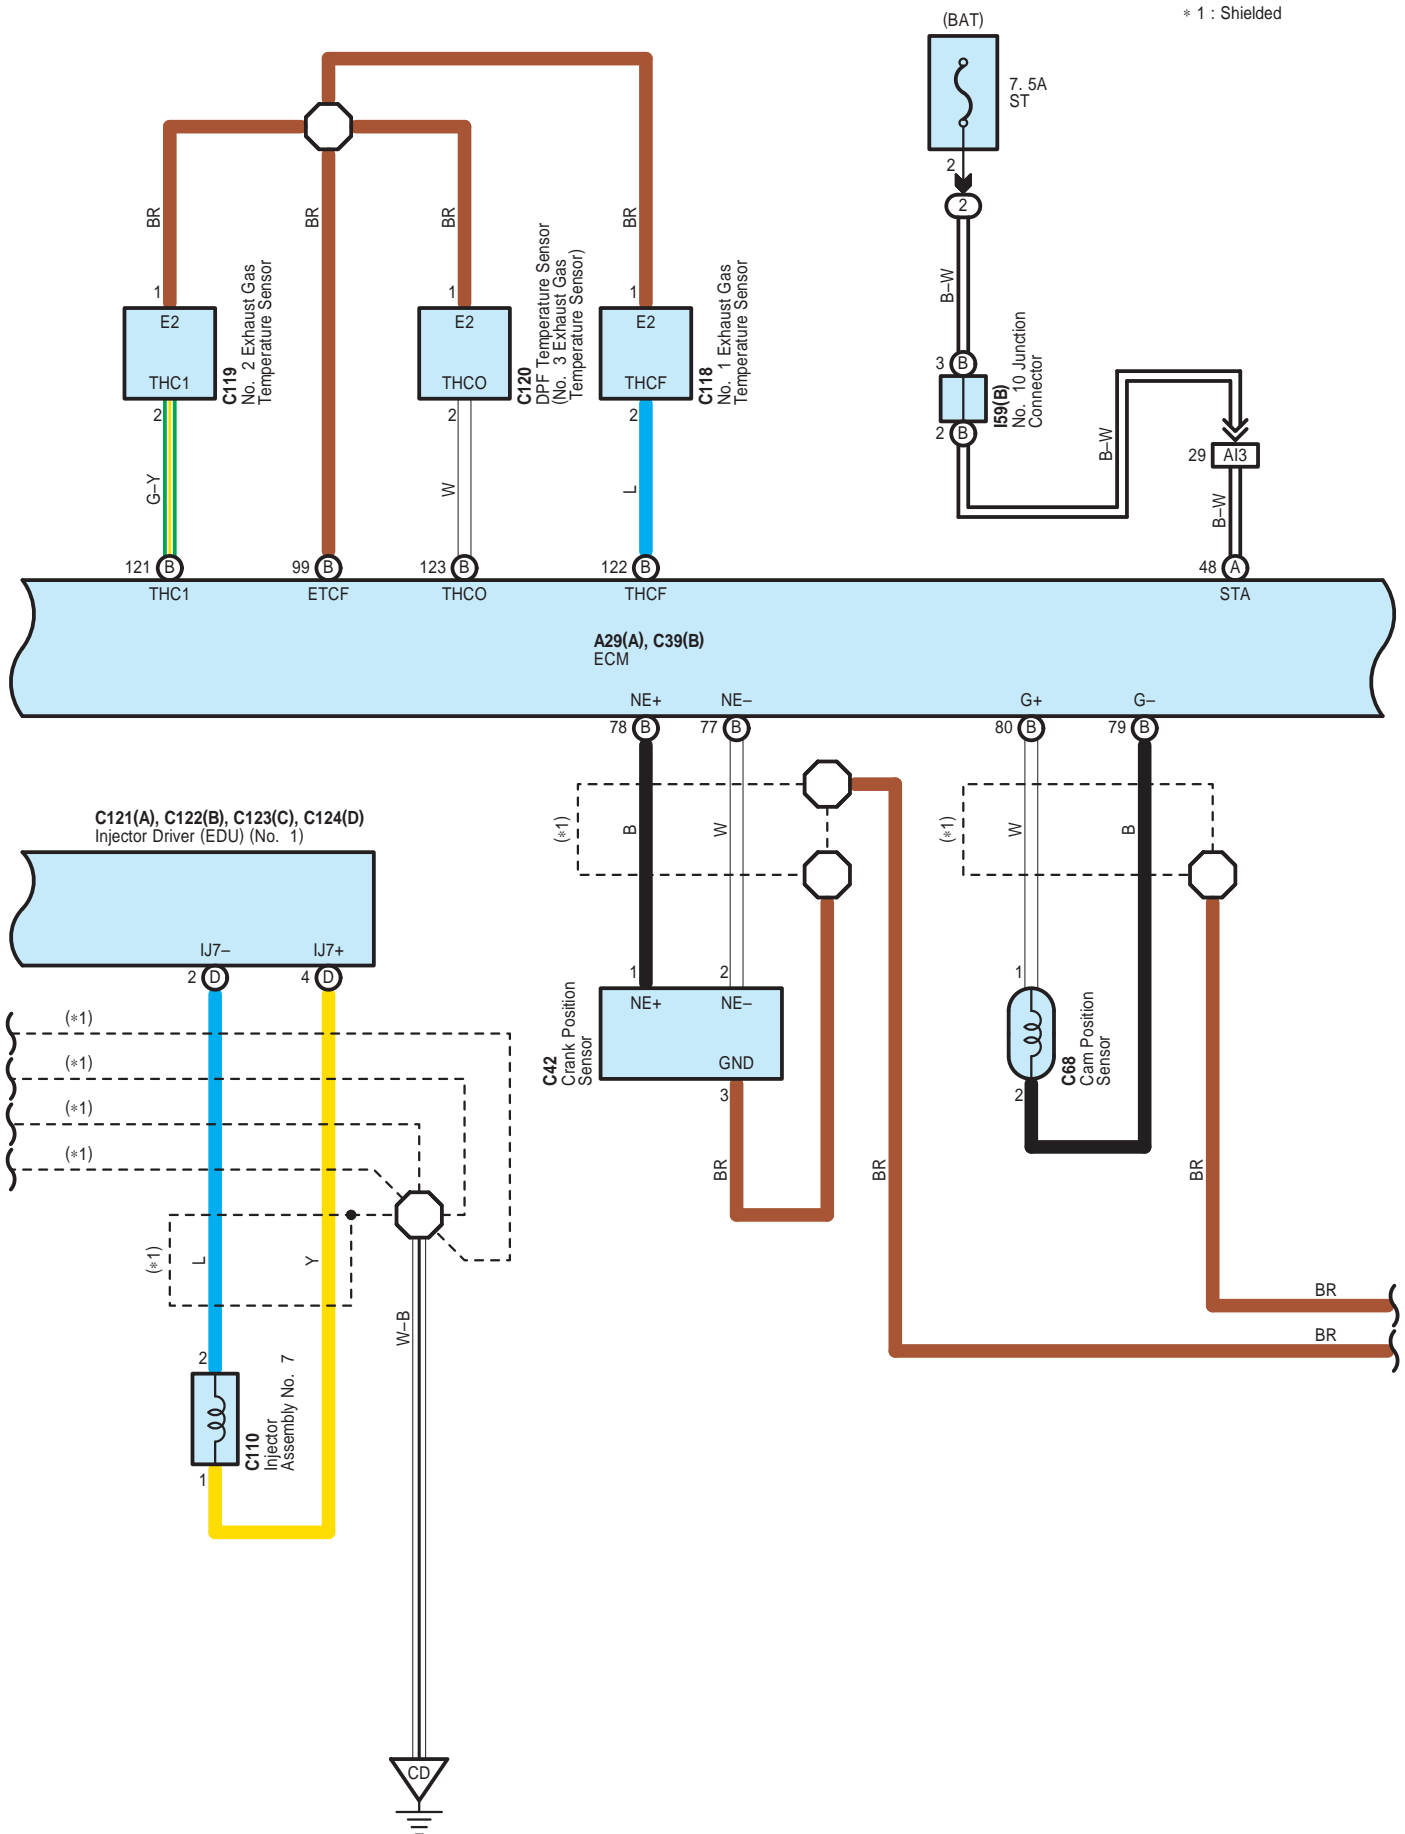 ∗ 1 : Shielded
(BAT)
7. 5A
ST
2
2
B–W
3 B
I59(B)
No. 10 Junction
Connector
2 B
B–W
29 AI3
B–W
BR
BR
BR
BR
1
E2
THC1
2
C119
No. 2 Exhaust Gas
Temperature Sensor
1
E2
THCO
2
C120
DPF Temperature Sensor
(No. 3 Exhaust Gas
Temperature Sensor)
1
E2
THCF
2
C118
No. 1 Exhaust Gas
Temperature Sensor
G–Y
W
L
121 B
99 B
123 B
122 B
48 A
THC1
ETCF
THCO
THCF
STA
A29(A), C39(B)
ECM
NE+
NE–
G+
G–
78 B
77 B
80 B
79 B
(∗1)
B
W
(∗1)
W
B
C121(A), C122(B), C123(C), C124(D)
Injector Driver (EDU) (No. 1)
IJ7–
IJ7+
2 D
4 D
1
2
NE+
NE–
GND
3
C42
Crank Position
Sensor
1
2
C68
Cam Position
Sensor
(∗1)
(∗1)
(∗1)
(∗1)
BR
BR
BR
(∗1)
L
Y
W–B
BR
BR
2
1
C110
Injector
Assembly No. 7
CD